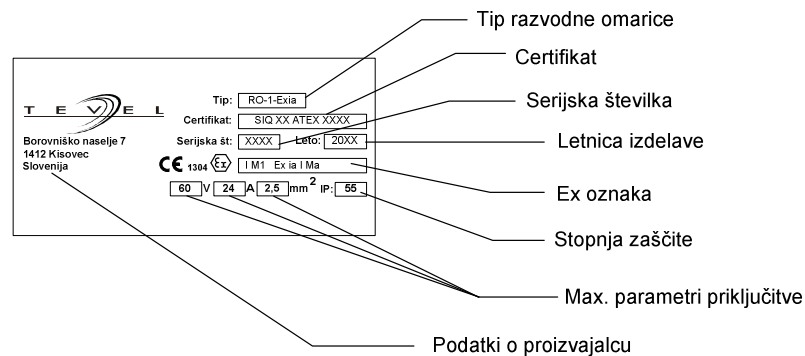 Tip razvodne omarice
Certifikat
Serijska številka
Letnica izdelave
Ex oznaka
Stopnja zaščite
Max. parametri priključitve
Podatki o proizvajalcu
TEVEL
Borovniško naselje 7
1412 Kisovec
Slovenija
Tip: RO-1-Exia
Certifikat: SIQ XX ATEX XXXX
Serijska št: XXXX Leto: 20XX
CE 1304 Ex I M1 Ex ia I Ma
60 V 24 A 2,5 mm² IP: 55